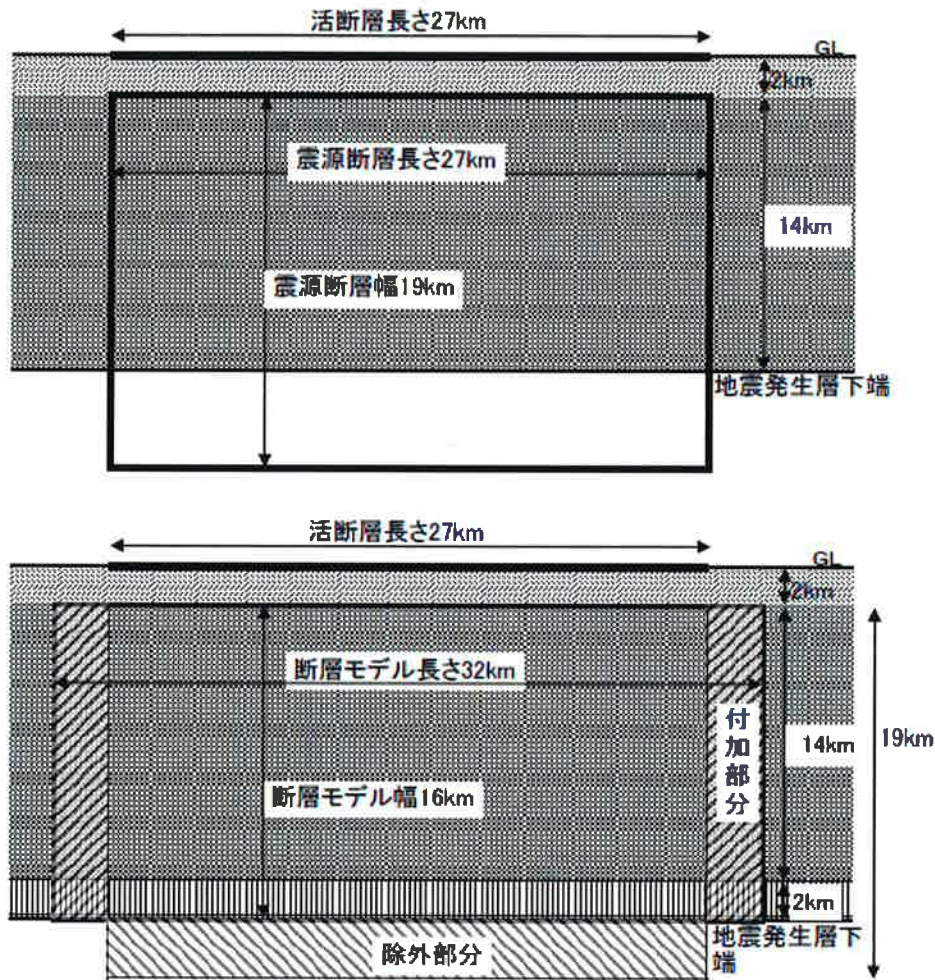 活断層長さ27km
GL
2km
震源断層長さ27km
14km
震源断層幅19km
地震発生層下端
活断層長さ27km
GL
2km
断層モデル長さ32km
付加部分
14km
19km
断層モデル幅16km
2km
地震発生層下
端
除外部分